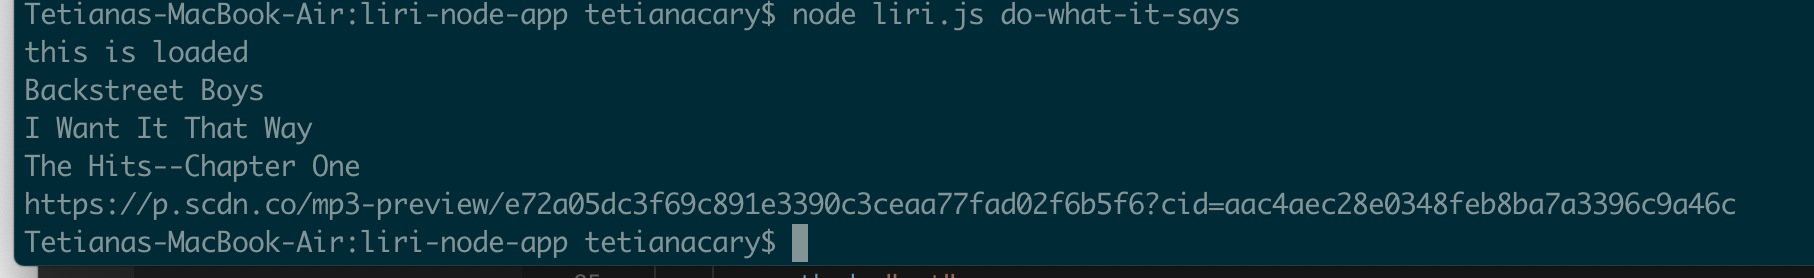 Tetianas-MacBook-Air:liri-node-app tetianacary$ node liri.js do-what-it-says
this is loaded
Backstreet Boys
I Want It That Way
The Hits--Chapter One
https://p.scdn.co/mp3-preview/e72a05dc3f69c891e3390c3ceaa77fad02f6b5f6?cid=aac4aec28e0348feb8ba7a3396c9a46c
Tetianas-MacBook-Air:liri-node-app tetianacary$